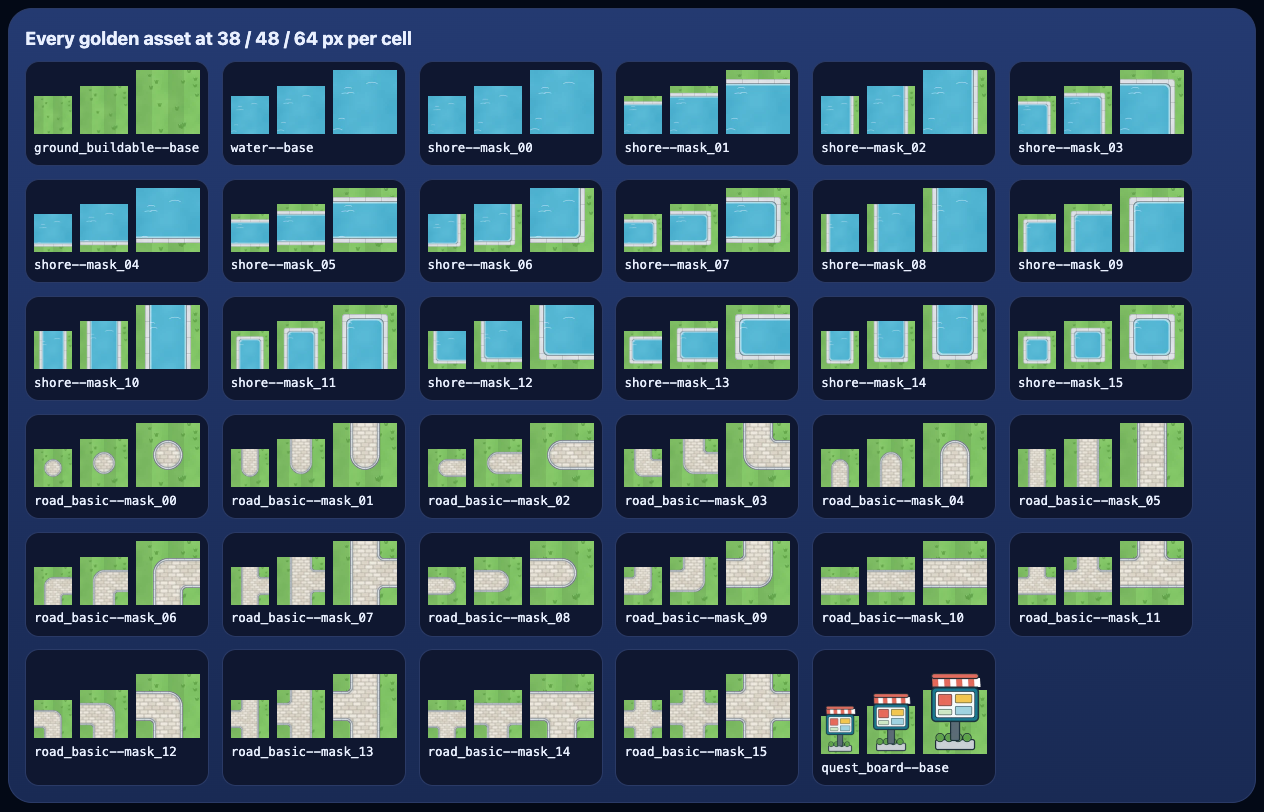 Every golden asset at 38 / 48 / 64 px per cell
ground_buildable--base
water--base
shore--mask_00
shore--mask_01
shore--mask_02
shore--mask_03
shore--mask_04
shore--mask_05
shore--mask_06
shore--mask_07
shore--mask_08
shore--mask_09
shore--mask_10
shore--mask_11
shore--mask_12
shore--mask_13
shore--mask_14
shore--mask_15
road_basic--mask_00
road_basic--mask_01
road_basic--mask_02
road_basic--mask_03
road_basic--mask_04
road_basic--mask_05
road_basic--mask_06
road_basic--mask_07
road_basic--mask_08
road_basic--mask_09
road_basic--mask_10
road_basic--mask_11
road_basic--mask_12
road_basic--mask_13
road_basic--mask_14
road_basic--mask_15
quest_board--base